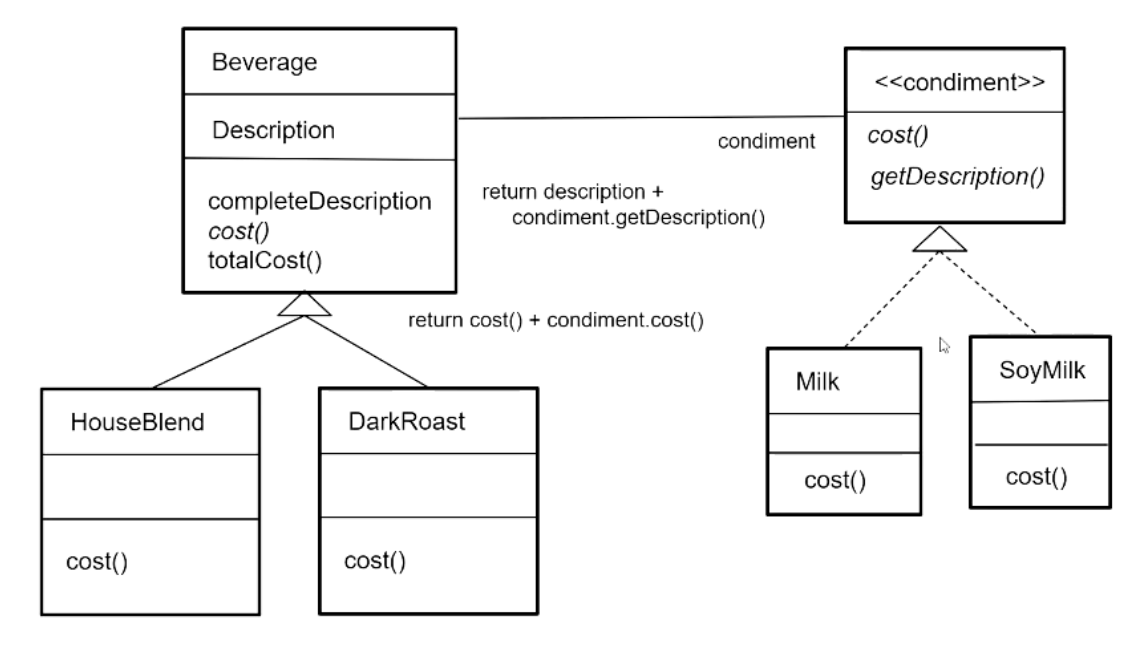 Beverage
Description
completeDescription
cost()
totalCost()
<<condiment>>
cost()
getDescription()
condiment
return description +
condiment.getDescription()
return cost() + condiment.cost()
HouseBlend
cost()
DarkRoast
cost()
Milk
cost()
SoyMilk
cost()